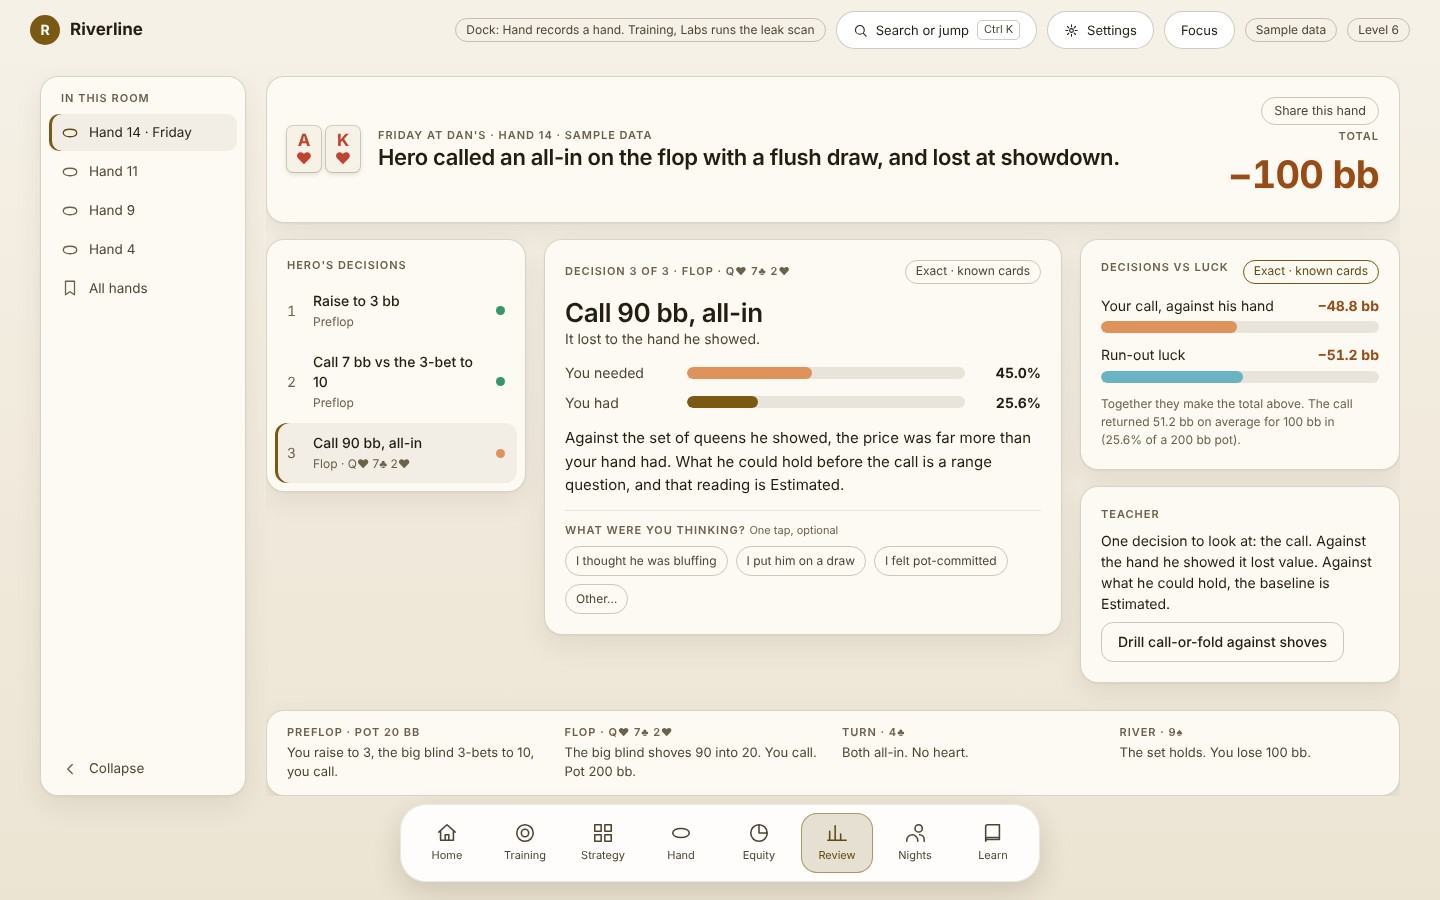 R Riverline
Dock: Hand records a hand. Training, Labs runs the leak scan
Search or jump Ctrl K
Settings
Focus
Sample data
Level 6
IN THIS ROOM
Hand 14 · Friday
Hand 11
Hand 9
Hand 4
All hands
Collapse
A♥ K♥
FRIDAY AT DAN'S · HAND 14 · SAMPLE DATA
Hero called an all-in on the flop with a flush draw, and lost at showdown.
Share this hand
TOTAL
−100 bb
HERO'S DECISIONS
1 Raise to 3 bb
Preflop
2 Call 7 bb vs the 3-bet to
10
Preflop
3 Call 90 bb, all-in
Flop · Q♥ 7♣ 2♥
DECISION 3 OF 3 · FLOP · Q♥ 7♣ 2♥
Exact · known cards
Call 90 bb, all-in
It lost to the hand he showed.
You needed 45.0%
You had 25.6%
Against the set of queens he showed, the price was far more than
your hand had. What he could hold before the call is a range
question, and that reading is Estimated.
WHAT WERE YOU THINKING? One tap, optional
I thought he was bluffing
I put him on a draw
I felt pot-committed
Other...
DECISIONS VS LUCK
Exact · known cards
Your call, against his hand −48.8 bb
Run-out luck −51.2 bb
Together they make the total above. The call
returned 51.2 bb on average for 100 bb in
(25.6% of a 200 bb pot).
TEACHER
One decision to look at: the call. Against
the hand he showed it lost value. Against
what he could hold, the baseline is
Estimated.
Drill call-or-fold against shoves
PREFLOP · POT 20 BB
You raise to 3, the big blind 3-bets to 10,
you call.
FLOP · Q♥ 7♣ 2♥
The big blind shoves 90 into 20. You call.
Pot 200 bb.
TURN · 4♣
Both all-in. No heart.
RIVER · 9♠
The set holds. You lose 100 bb.
Home
Training
Strategy
Hand
Equity
Review
Nights
Learn